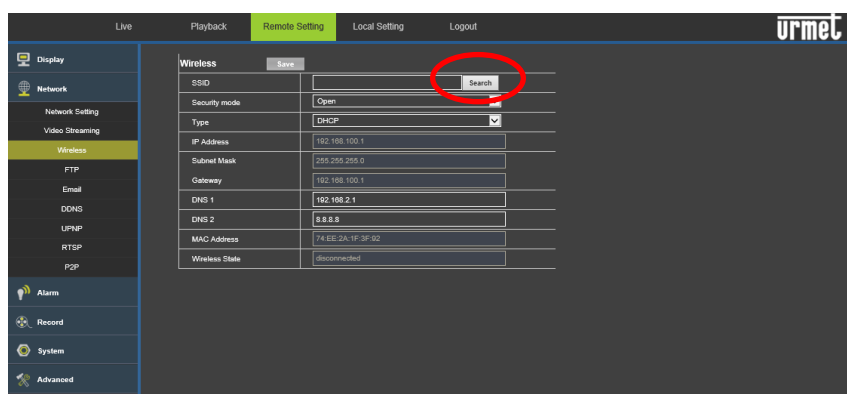 Live Playback Remote Setting Local Setting Logout urmet
Display
Network
Network Setting
Video Streaming
Wireless
FTP
Email
DDNS
UPNP
RTSP
P2P
Alarm
Record
System
Advanced
Wireless Save
SSID Search
Security mode Open
Type DHCP
IP Address 192.168.100.1
Subnet Mask 255.255.255.0
Gateway 192.168.100.1
DNS 1 192.168.2.1
DNS 2 8.8.8.8
MAC Address 74:EE:2A:1F:3F:92
Wireless State disconnected